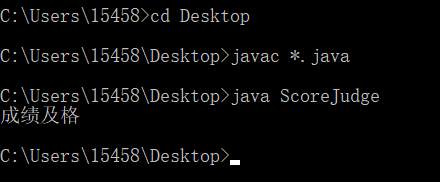 C:\Users\15458>cd Desktop
C:\Users\15458\Desktop>javac *.java
C:\Users\15458\Desktop>java ScoreJudge
成绩及格
C:\Users\15458\Desktop>